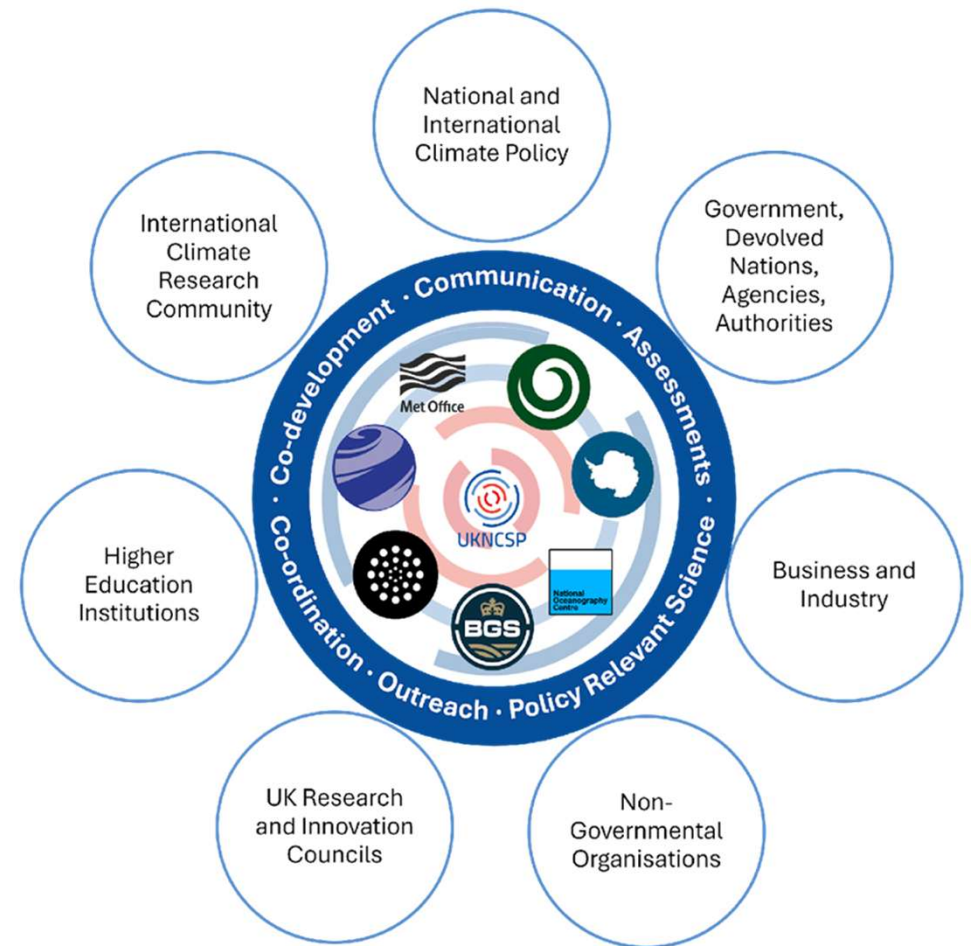 National and
International
Climate Policy
Government,
Devolved
Nations,
Agencies,
Authorities
Business and
Industry
Non-
Governmental
Organisations
UK Research
and Innovation
Councils
Higher
Education
Institutions
International
Climate
Research
Community
· Co-development · Communication · Assessments ·
Co-ordination · Outreach · Policy Relevant Science
Met Office
UKNCSP
National
Oceanography
Centre
BGS